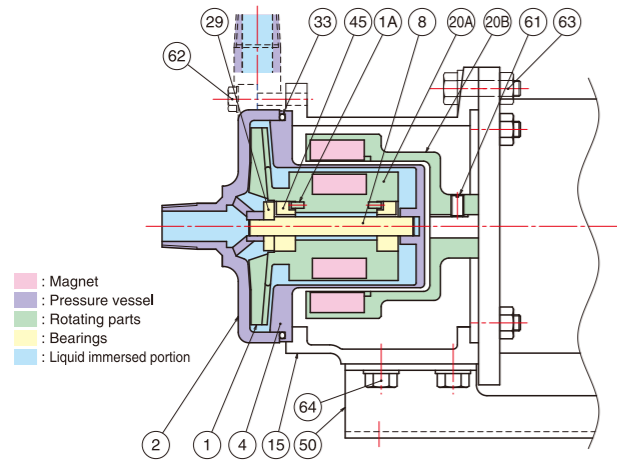 29 33 45 1A 8 20A 20B 61 63
62
: Magnet
: Pressure vessel
: Rotating parts
: Bearings
: Liquid immersed portion
64
2 1 4 15 50